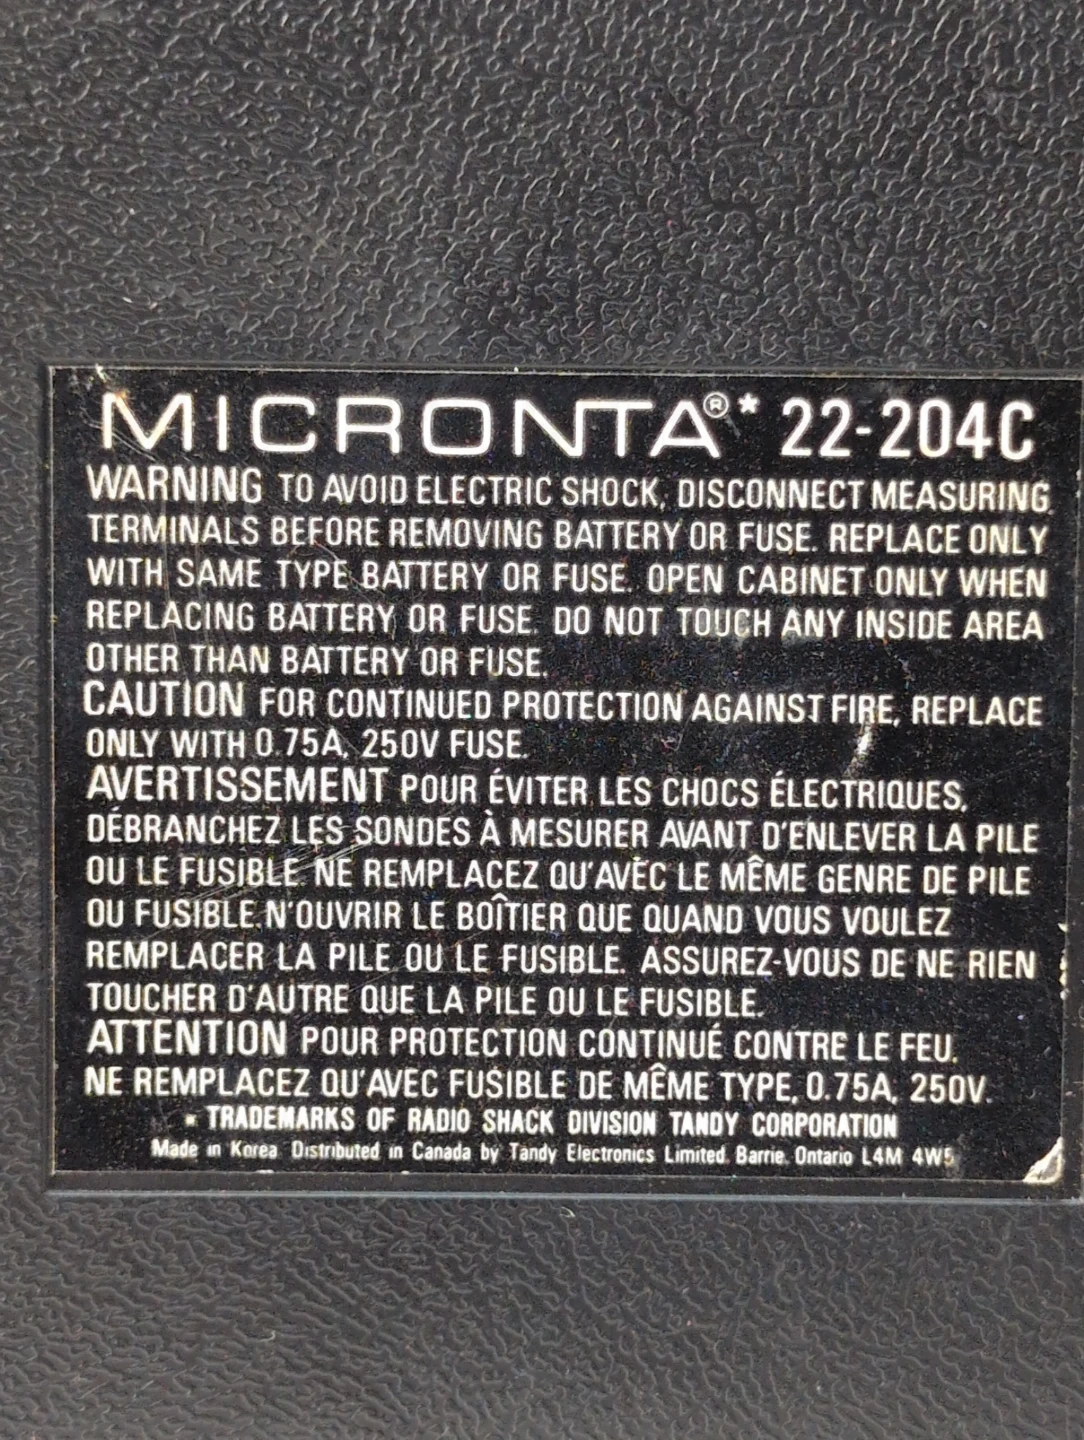 MICRONTA®* 22-204C
WARNING TO AVOID ELECTRIC SHOCK, DISCONNECT MEASURING
TERMINALS BEFORE REMOVING BATTERY OR FUSE. REPLACE ONLY
WITH SAME TYPE BATTERY OR FUSE. OPEN CABINET ONLY WHEN
REPLACING BATTERY OR FUSE. DO NOT TOUCH ANY INSIDE AREA
OTHER THAN BATTERY OR FUSE.
CAUTION FOR CONTINUED PROTECTION AGAINST FIRE, REPLACE
ONLY WITH 0.75A, 250V FUSE.
AVERTISSEMENT POUR ÉVITER LES CHOCS ÉLECTRIQUES,
DÉBRANCHEZ LES SONDES À MESURER AVANT D'ENLEVER LA PILE
OU LE FUSIBLE. NE REMPLACEZ QU'AVEC LE MÊME GENRE DE PILE
OU FUSIBLE. N'OUVRIR LE BOÎTIER QUE QUAND VOUS VOULEZ
REMPLACER LA PILE OU LE FUSIBLE. ASSUREZ-VOUS DE NE RIEN
TOUCHER D'AUTRE QUE LA PILE OU LE FUSIBLE.
ATTENTION POUR PROTECTION CONTINUÉ CONTRE LE FEU.
NE REMPLACEZ QU'AVEC FUSIBLE DE MÊME TYPE, 0.75A, 250V.
* TRADEMARKS OF RADIO SHACK DIVISION TANDY CORPORATION
Made in Korea. Distributed in Canada by Tandy Electronics Limited. Barrie. Ontario L4M 4W5